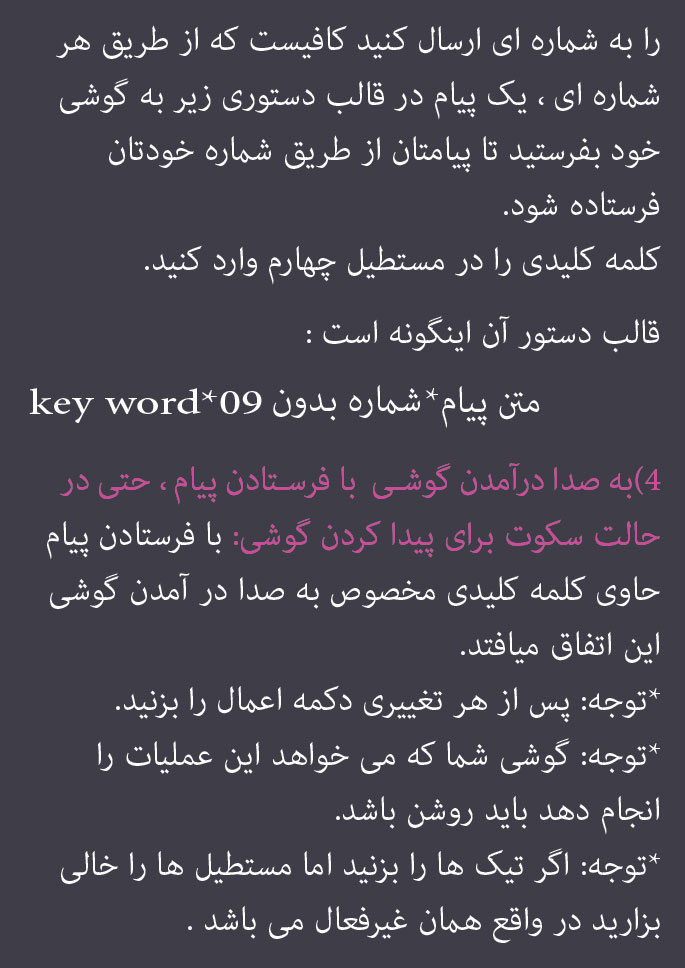 را به شماره ای ارسال کنید کافیست که از طریق هر
شماره ای ، یک پیام در قالب دستوری زیر به گوشی
خود بفرستید تا پیامتان از طریق شماره خودتان
فرستاده شود.
کلمه کلیدی را در مستطیل چهارم وارد کنید.
قالب دستور آن اینگونه است :
متن پیام*شماره بدون 09*key word
4)به صدا درآمدن گوشـی با فرسـتادن پیام ، حتی در
حالت سکوت برای پیدا کردن گوشی: با فرستادن پیام
حاوی کلمه کلیدی مخصوص به صدا در آمدن گوشی
این اتفاق میافتد.
*توجه: پس از هر تغییری دکمه اعمال را بزنید.
*توجه: گوشی شما که می خواهد این عملیات را
انجام دهد باید روشن باشد.
*توجه: اگر تیک ها را بزنید اما مستطیل ها را خالی
بزارید در واقع همان غیرفعال می باشد .